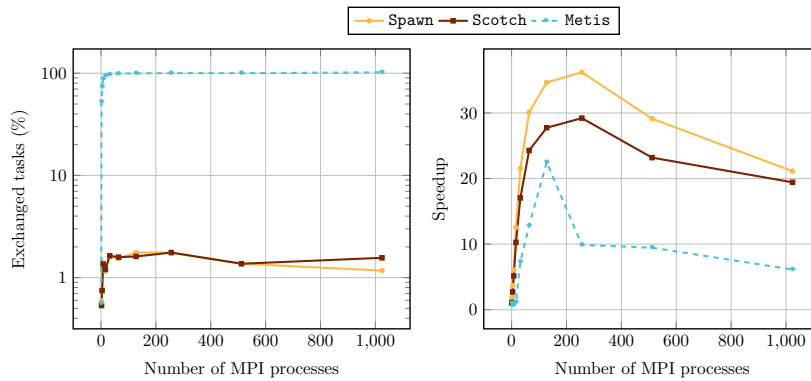 Spawn Scotch Metis
Exchanged tasks (%)
100
10
1
0 200 400 600 800 1,000
Number of MPI processes
Speedup
30
20
10
0
0 200 400 600 800 1,000
Number of MPI processes